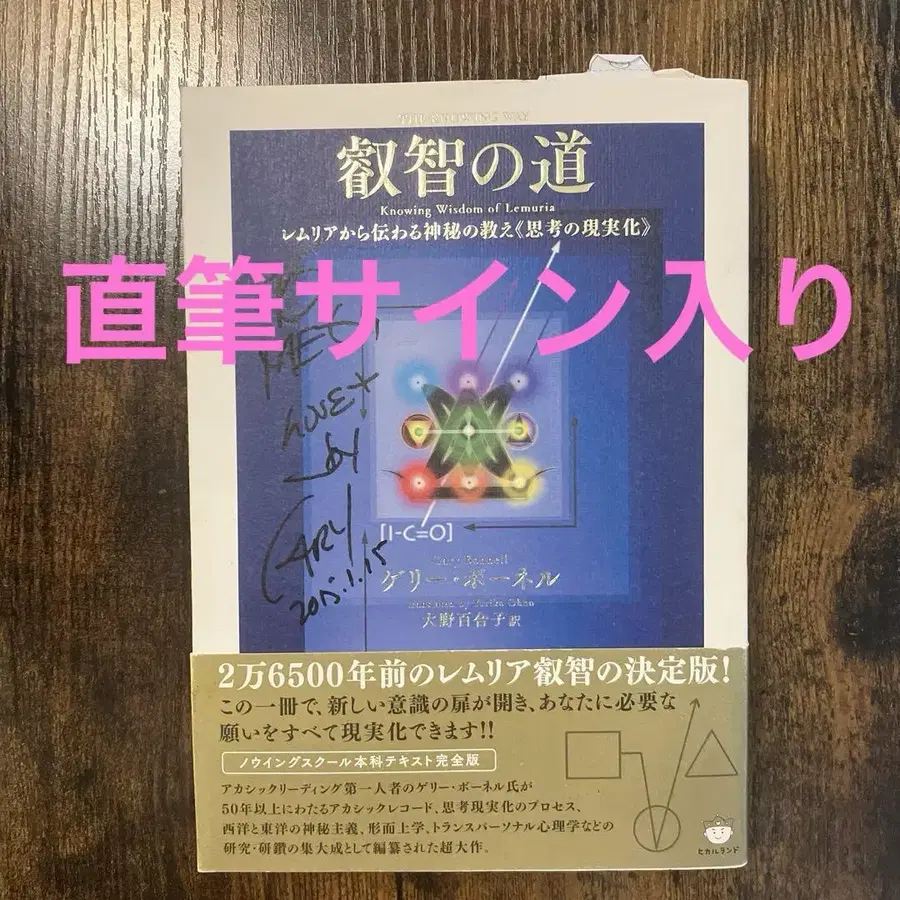 THE KNOWING WAY
叡智の道
Knowing Wisdom of Lemuria
レムリアから伝わる神秘の教え《思考の現実化》
直筆サイン入り
LOVE +
JOY
GARY
2015.1.15
[I-C=O]
Gary Bonnell
ゲリー・ボーネル
大野百合子 訳
2万6500年前のレムリア叡智の決定版!
この一冊で、新しい意識の扉が開き、あなたに必要な
願いをすべて現実化できます!!
ノウイングスクール本科テキスト完全版
アカシックリーディング第一人者のゲリー・ボーネル氏が
50年以上にわたるアカシックレコード、思考現実化のプロセス、
西洋と東洋の神秘主義、形而上学、トランスパーソナル心理学などの
研究・研鑽の集大成として編纂された超大作。
ヒカルランド